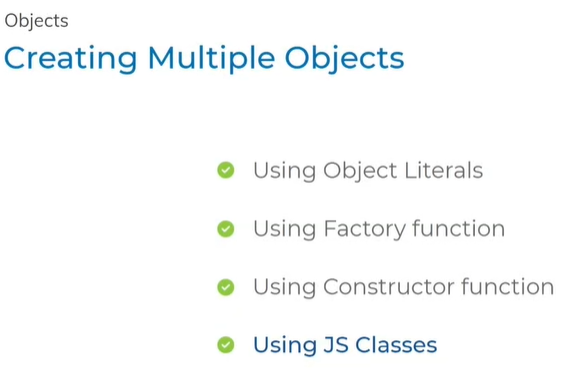 Objects
Creating Multiple Objects
Using Object Literals
Using Factory function
Using Constructor function
Using JS Classes